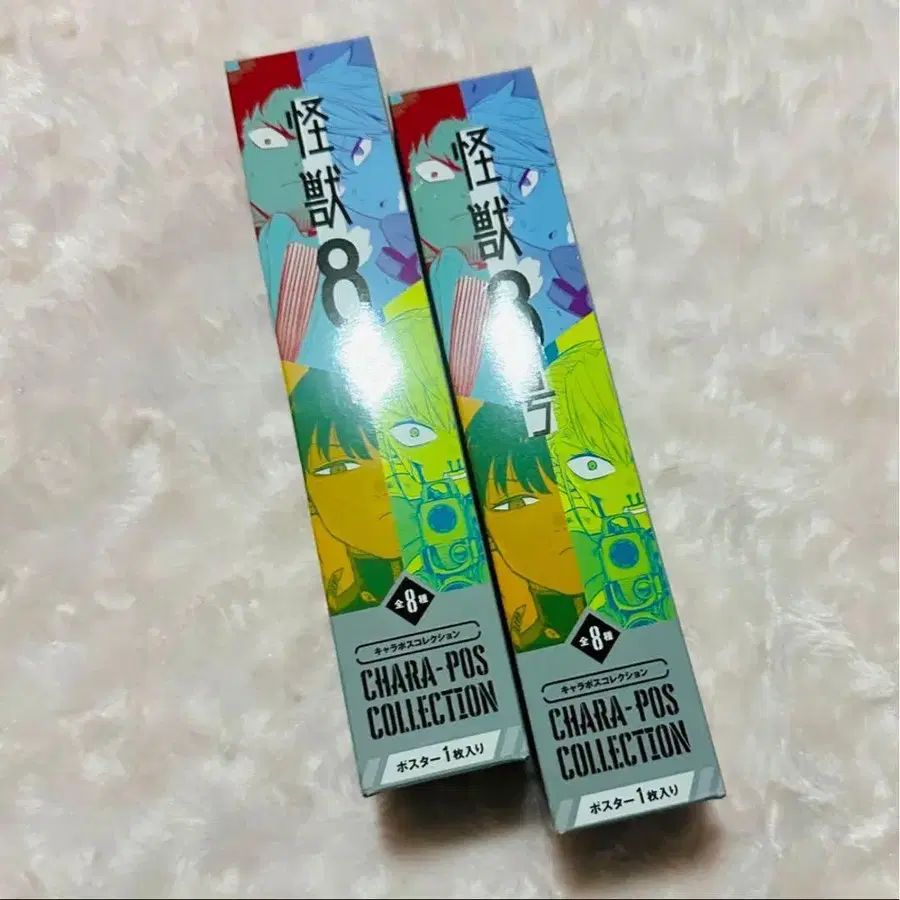 怪獣8
全8種
キャラポスコレクション
CHARA-POS
COLLECTION
ポスター1枚入り
怪獣8号
全8種
キャラポスコレクション
CHARA-POS
COLLECTION
ポスター1枚入り